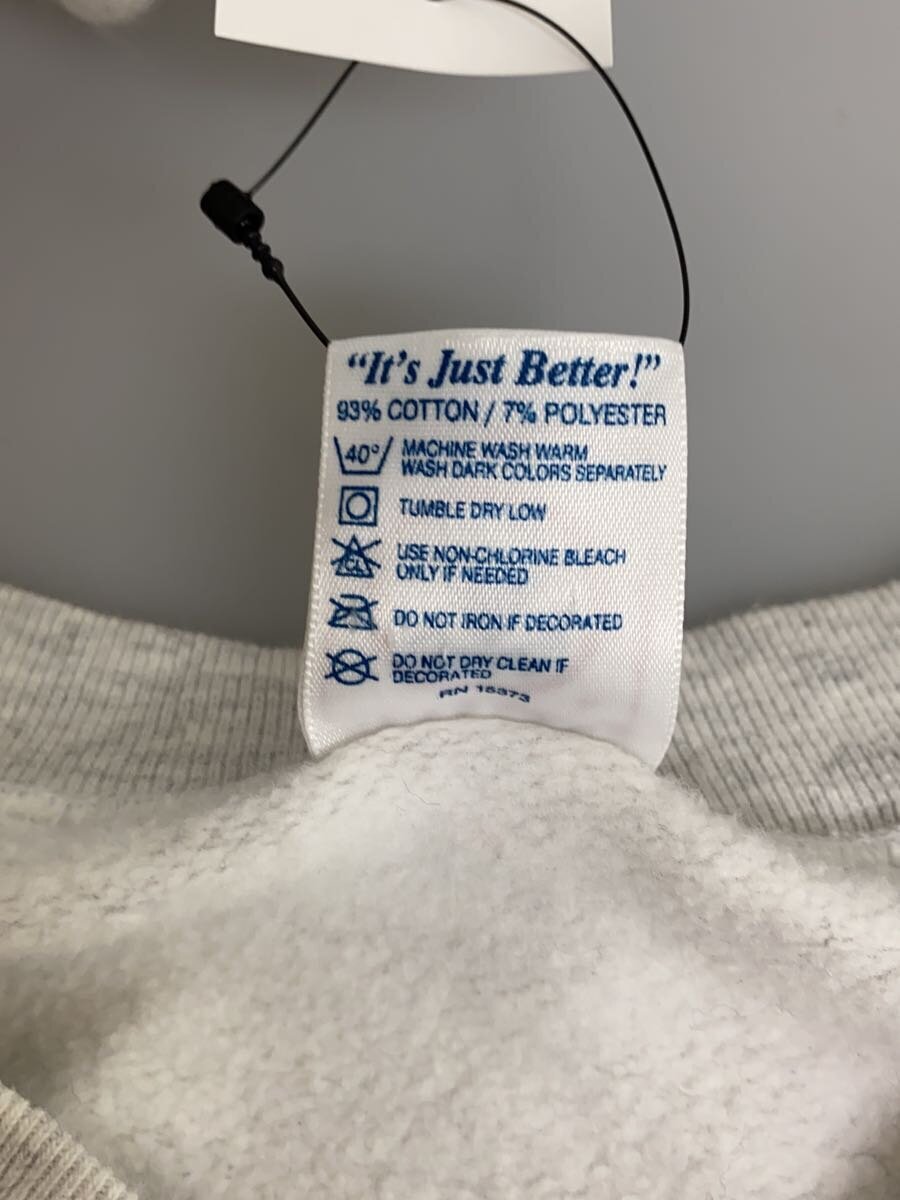 “It’s Just Better!”
93% COTTON / 7% POLYESTER
40° MACHINE WASH WARM
WASH DARK COLORS SEPARATELY
TUMBLE DRY LOW
CL USE NON-CHLORINE BLEACH
ONLY IF NEEDED
DO NOT IRON IF DECORATED
DO NOT DRY CLEAN IF
DECORATED
RN 15373